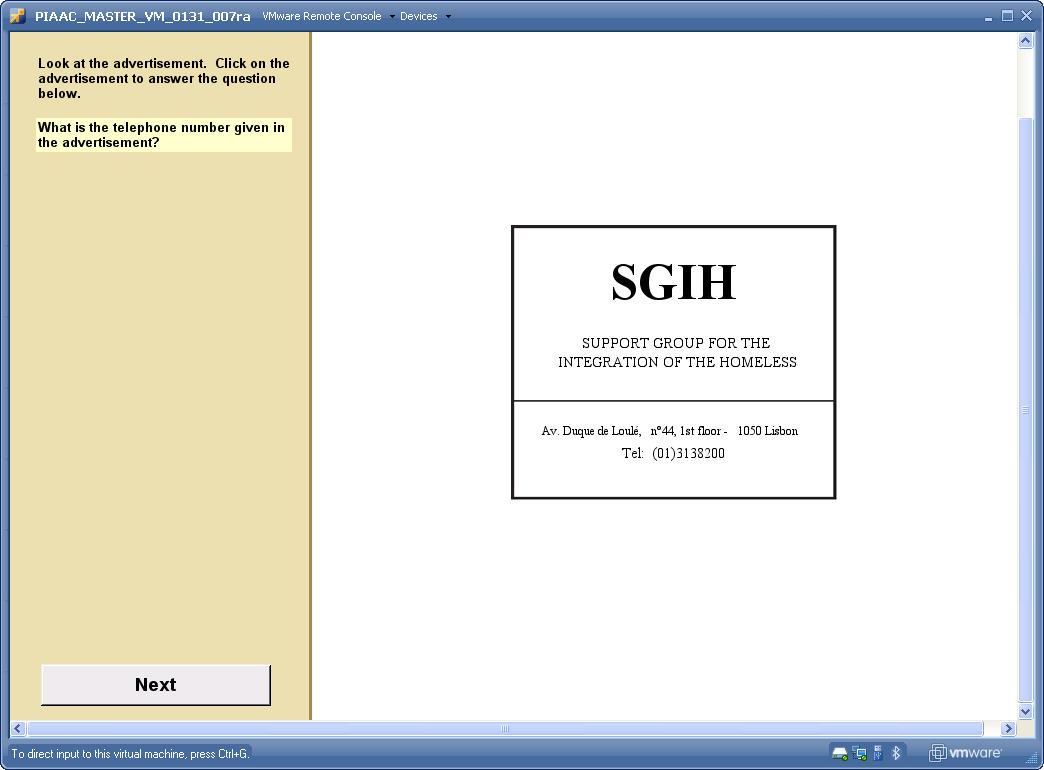 PIAAC_MASTER_VM_0131_007ra VMware Remote Console Devices
Look at the advertisement. Click on the
advertisement to answer the question
below.
What is the telephone number given in
the advertisement?
Next
SGIH
SUPPORT GROUP FOR THE
INTEGRATION OF THE HOMELESS
Av. Duque de Loulé, nº44, 1st floor - 1050 Lisbon
Tel: (01)3138200
To direct input to this virtual machine, press Ctrl+G.
vmware